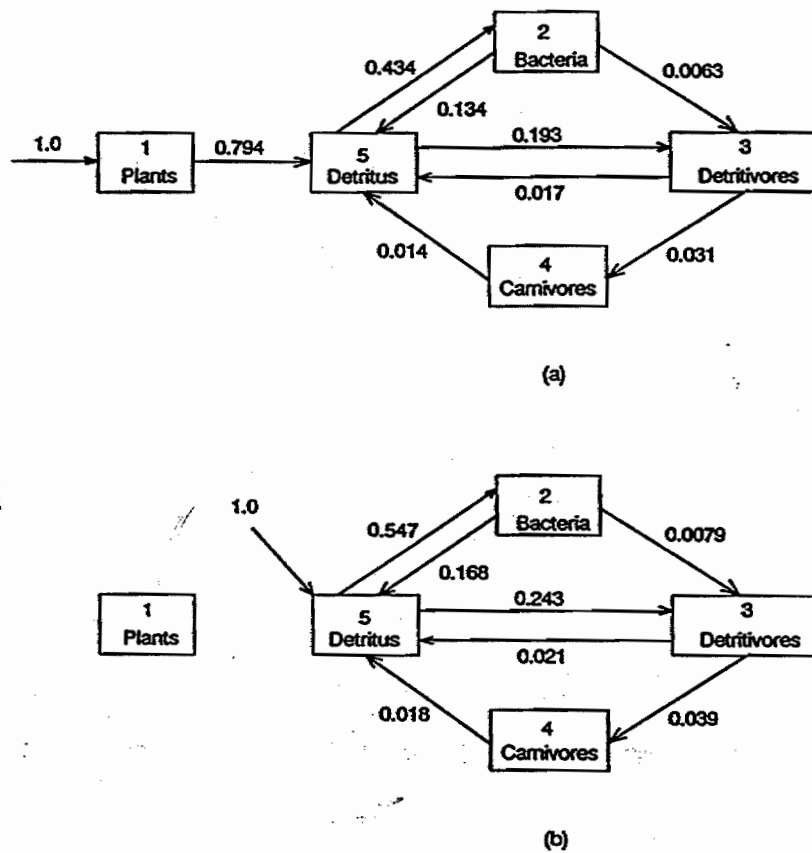 2
Bacteria
0.434
0.0063
0.134
1.0
1
Plants
0.794
5
Detritus
0.193
0.017
3
Detritivores
0.014
4
Carnivores
0.031
(a)
1.0
2
Bacteria
0.547
0.0079
0.168
1
Plants
5
Detritus
0.243
0.021
3
Detritivores
0.018
4
Carnivores
0.039
(b)